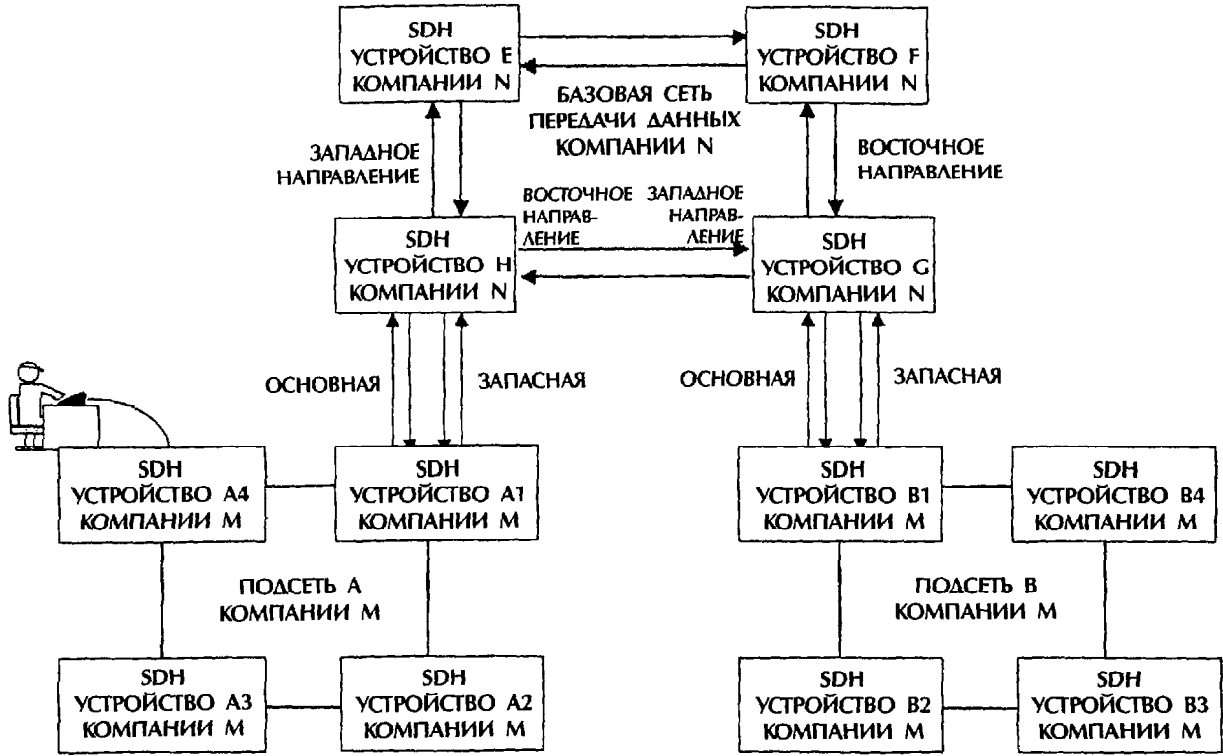 SDH
УСТРОЙСТВО E
КОМПАНИИ N
SDH
УСТРОЙСТВО F
КОМПАНИИ N
БАЗОВАЯ СЕТЬ
ПЕРЕДАЧИ ДАННЫХ
КОМПАНИИ N
ЗАПАДНОЕ
НАПРАВЛЕНИЕ
ВОСТОЧНОЕ
НАПРАВЛЕНИЕ
ВОСТОЧНОЕ
НАПРАВ-
ЛЕНИЕ
ЗАПАДНОЕ
НАПРАВ-
ЛЕНИЕ
SDH
УСТРОЙСТВО H
КОМПАНИИ N
SDH
УСТРОЙСТВО G
КОМПАНИИ N
ОСНОВНАЯ
ЗАПАСНАЯ
ОСНОВНАЯ
ЗАПАСНАЯ
SDH
УСТРОЙСТВО A4
КОМПАНИИ M
SDH
УСТРОЙСТВО A1
КОМПАНИИ M
SDH
УСТРОЙСТВО B1
КОМПАНИИ M
SDH
УСТРОЙСТВО B4
КОМПАНИИ M
ПОДСЕТЬ A
КОМПАНИИ M
ПОДСЕТЬ B
КОМПАНИИ M
SDH
УСТРОЙСТВО A3
КОМПАНИИ M
SDH
УСТРОЙСТВО A2
КОМПАНИИ M
SDH
УСТРОЙСТВО B2
КОМПАНИИ M
SDH
УСТРОЙСТВО B3
КОМПАНИИ M